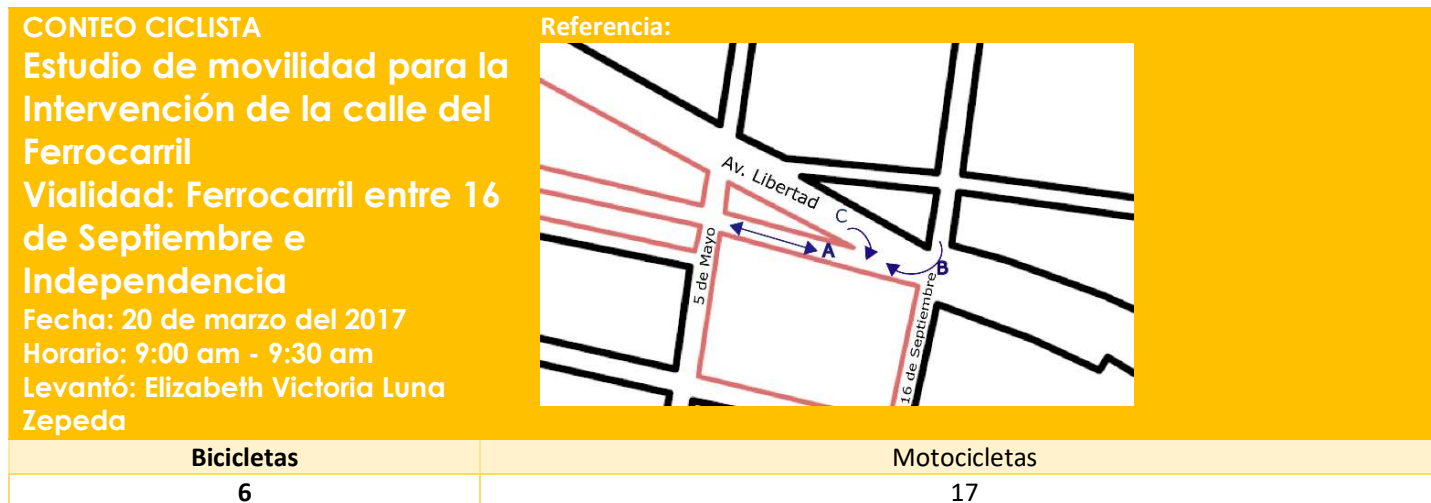 CONTEO CICLISTA
Estudio de movilidad para la
Intervención de la calle del
Ferrocarril
Vialidad: Ferrocarril entre 16
de Septiembre e
Independencia
Fecha: 20 de marzo del 2017
Horario: 9:00 am - 9:30 am
Levantó: Elizabeth Victoria Luna
Zepeda
Referencia:
Av. Libertad
C
A
B
5 de Mayo
16 de Septiembre
Bicicletas
Motocicletas
6
17